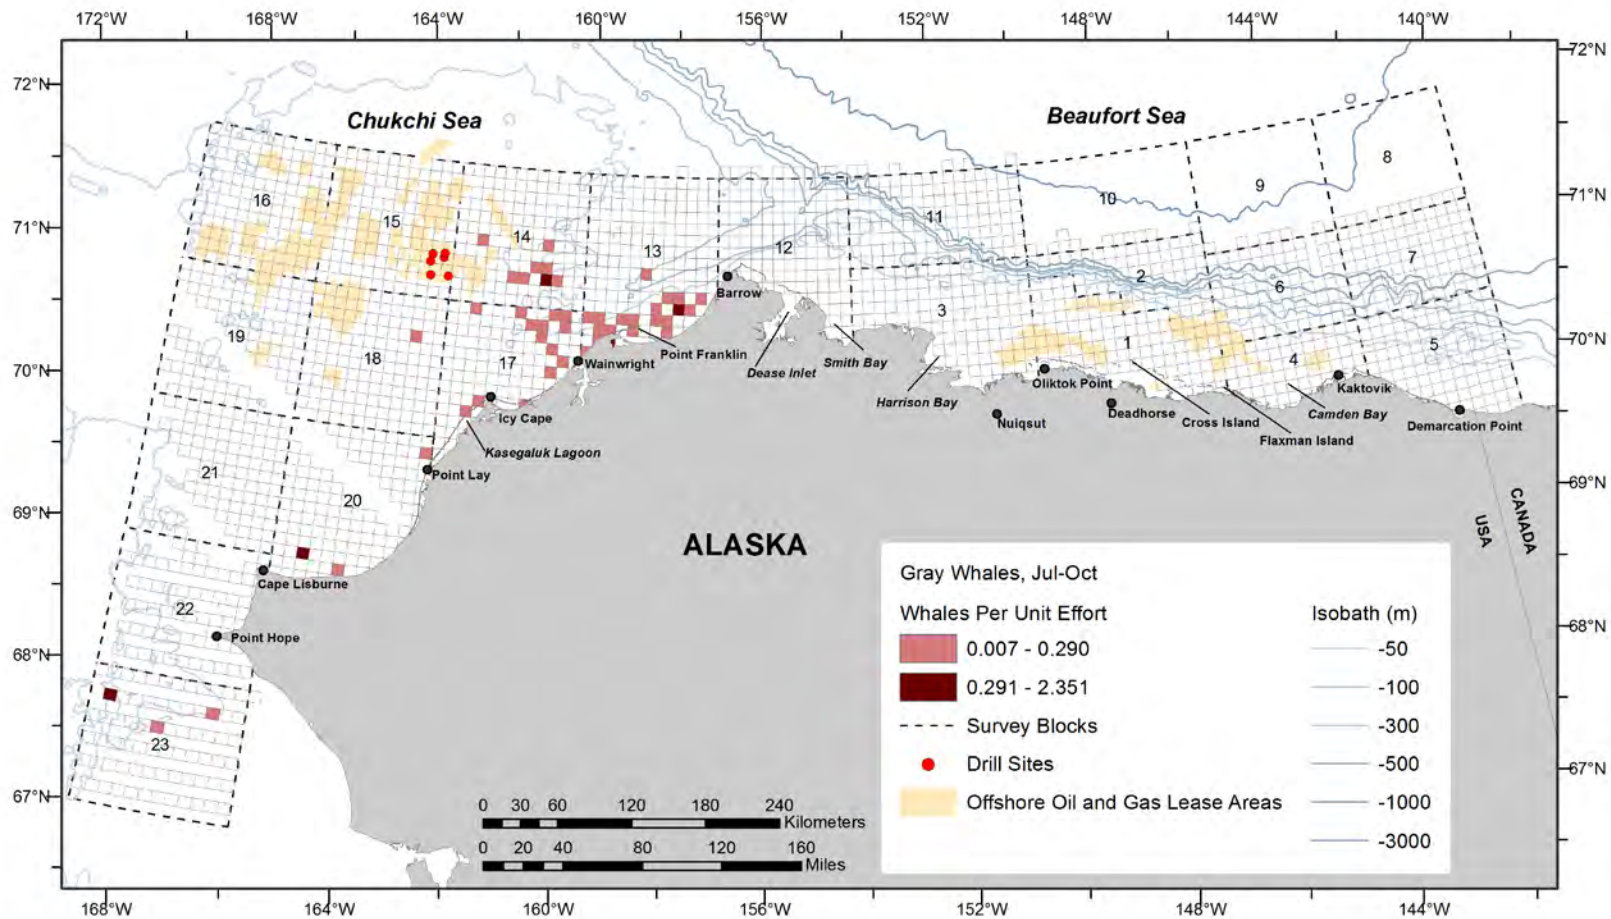 172°W 168°W 164°W 160°W 156°W 152°W 148°W 144°W 140°W
72°N 72°N
Chukchi Sea Beaufort Sea
8
9
10
16
15
14
13
12
11
71°N 71°N
7
2
6
Barrow
3
19
18
17
1
4
5
70°N 70°N
Point Franklin
Wainwright
Dease Inlet
Smith Bay
Harrison Bay
Oliktok Point
Kaktovik
Icy Cape
Nuiqsut
Deadhorse
Cross Island
Camden Bay
Flaxman Island
Demarcation Point
Kasegaluk Lagoon
Point Lay
21
20
69°N 69°N
CANADA
USA
ALASKA
Cape Lisburne
22
Point Hope
68°N 68°N
23
67°N 67°N
Gray Whales, Jul-Oct
Whales Per Unit Effort
0.007 - 0.290
0.291 - 2.351
Survey Blocks
Drill Sites
Offshore Oil and Gas Lease Areas
Isobath (m)
-50
-100
-300
-500
-1000
-3000
0 30 60 120 180 240
Kilometers
0 20 40 80 120 160
Miles
168°W 164°W 160°W 156°W 152°W 148°W 144°W